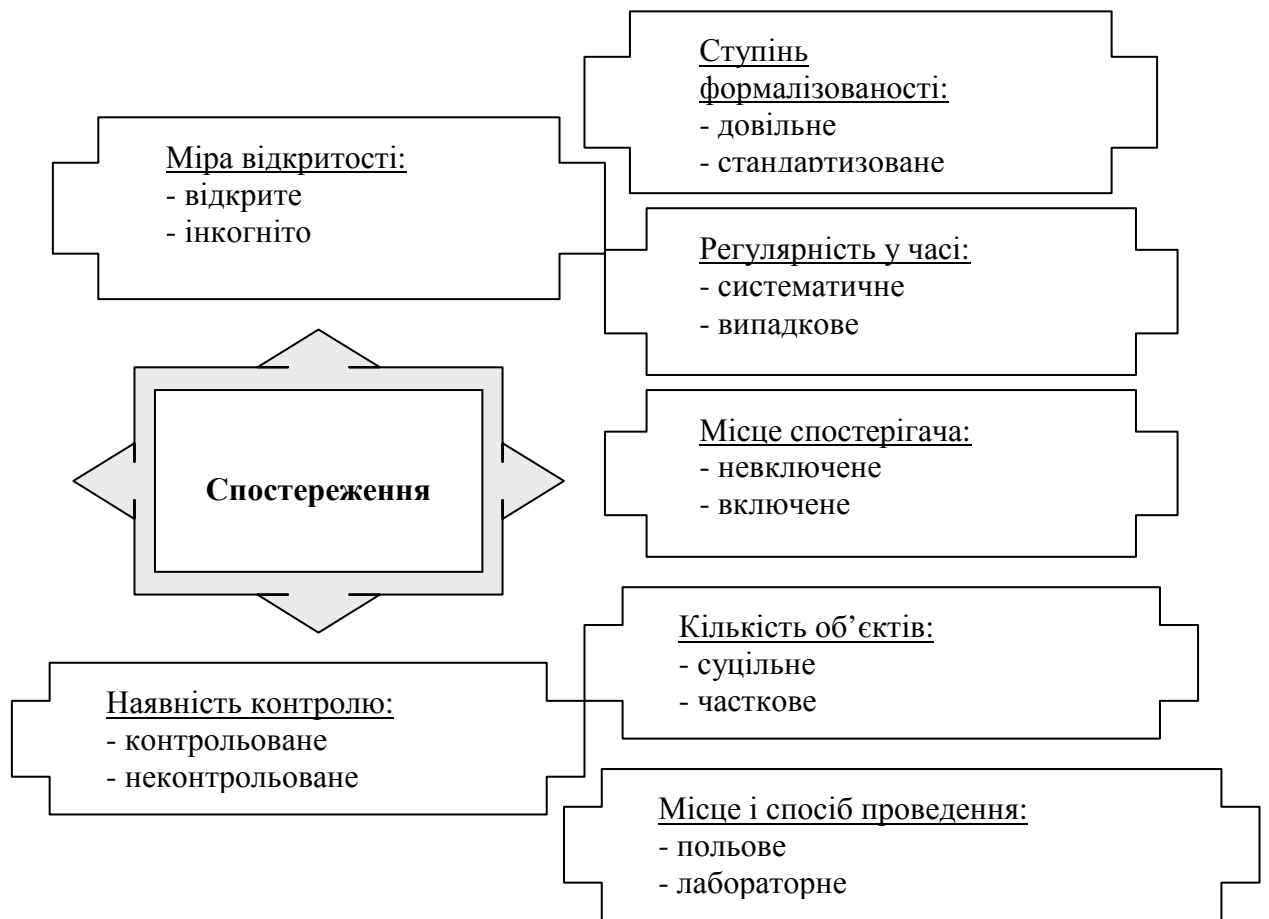 Ступінь
формалізованості:
- довільне
- стандартизоване
Міра відкритості:
- відкрите
- інкогніто
Регулярність у часі:
- систематичне
- випадкове
Місце спостерігача:
- невключене
- включене
Спостереження
Кількість об’єктів:
- суцільне
- часткове
Наявність контролю:
- контрольоване
- неконтрольоване
Місце і спосіб проведення:
- польове
- лабораторне